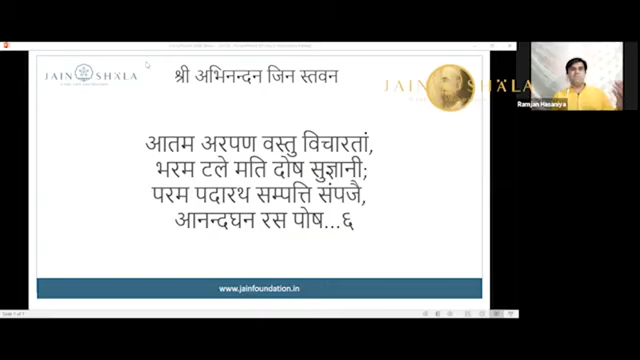 JAIN SHALA
श्री अभिनन्दन जिन स्तवन
JAIN SHALA
Ramjan Hasaniya
आतम अरपण वस्तु विचारतां,
भरम टले मति दोष सुज्ञानी;
परम पदारथ सम्पत्ति संपजै,
आनन्दघन रस पोष...६
www.jainfoundation.in